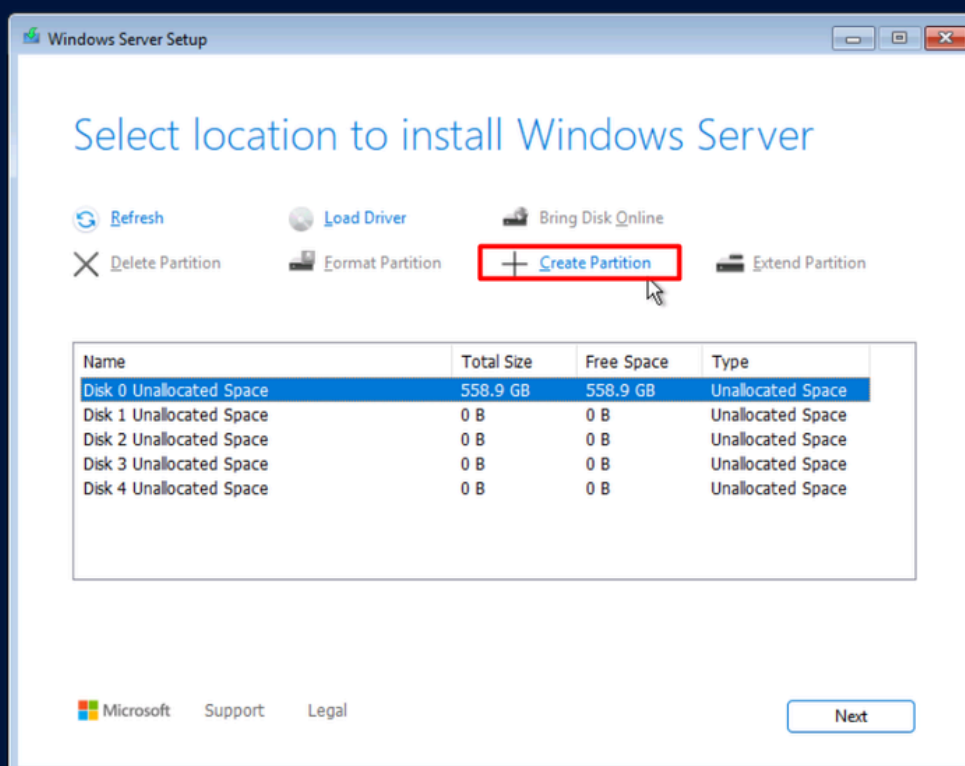 Windows Server Setup
Select location to install Windows Server
Refresh Load Driver Bring Disk Online
Delete Partition Format Partition Create Partition Extend Partition
Name Total Size Free Space Type
Disk 0 Unallocated Space 558.9 GB 558.9 GB Unallocated Space
Disk 1 Unallocated Space 0 B 0 B Unallocated Space
Disk 2 Unallocated Space 0 B 0 B Unallocated Space
Disk 3 Unallocated Space 0 B 0 B Unallocated Space
Disk 4 Unallocated Space 0 B 0 B Unallocated Space
Microsoft Support Legal Next